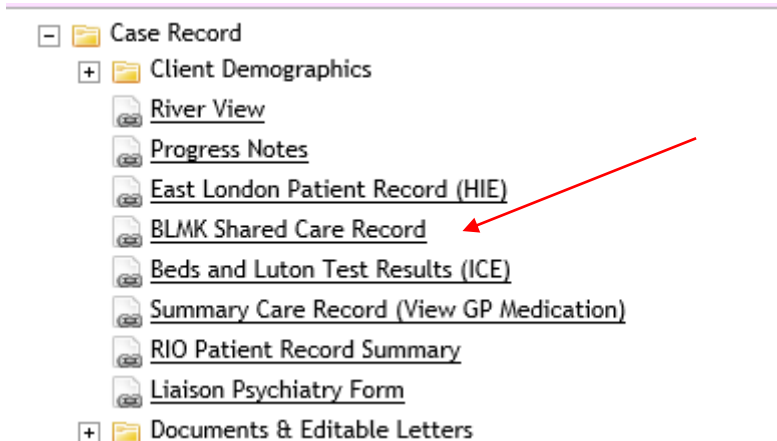 Case Record
Client Demographics
River View
Progress Notes
East London Patient Record (HIE)
BLMK Shared Care Record
Beds and Luton Test Results (ICE)
Summary Care Record (View GP Medication)
RIO Patient Record Summary
Liaison Psychiatry Form
Documents & Editable Letters